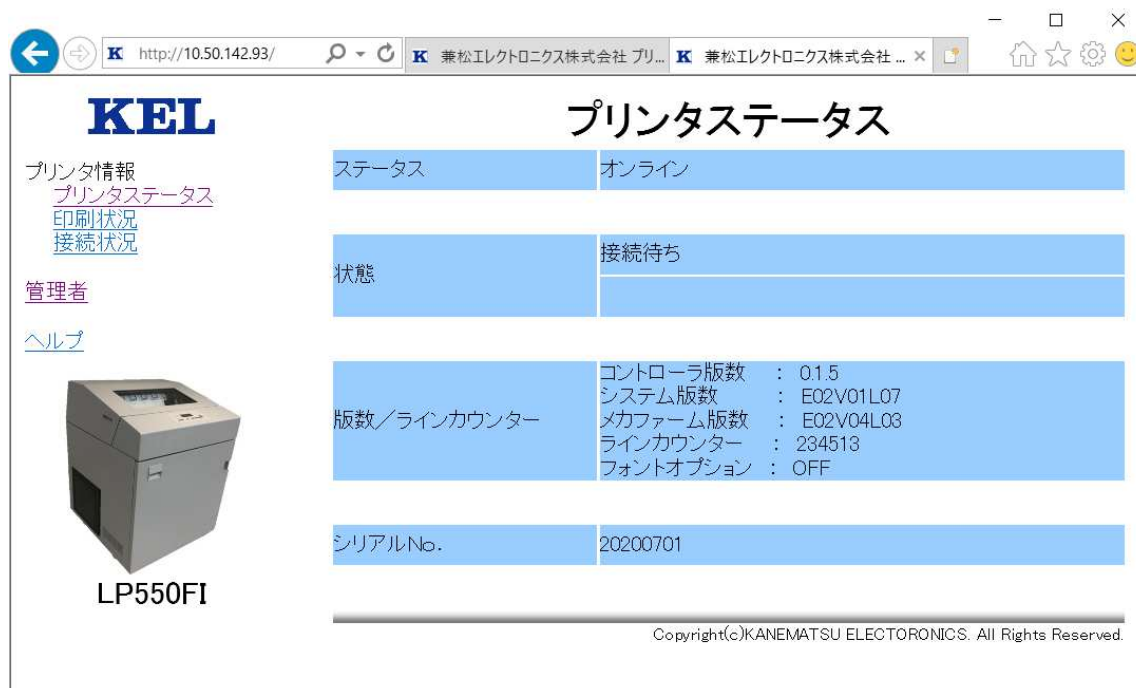 http://10.50.142.93/
兼松エレクトロニクス株式会社 プリ...
兼松エレクトロニクス株式会社 ...
KEL
プリンタ情報
プリンタステータス
印刷状況
接続状況
管理者
ヘルプ
LP550FI
プリンタステータス
ステータス
オンライン
状態
接続待ち
版数／ラインカウンター
コントローラ版数 : 0.1.5
システム版数 : E02V01L07
メカファーム版数 : E02V04L03
ラインカウンター : 234513
フォントオプション : OFF
シリアルNo.
20200701
Copyright(c)KANEMATSU ELECTORONICS. All Rights Reserved.